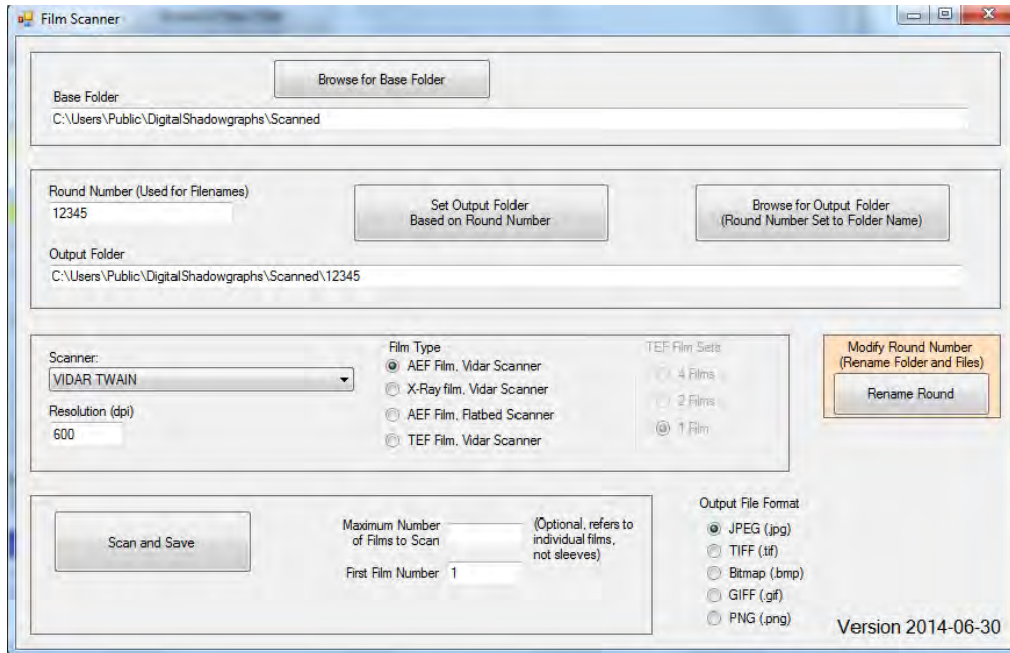 Film Scanner
Browse for Base Folder
Base Folder
C:\Users\Public\DigitalShadowgraphs\Scanned
Round Number (Used for Filenames)
12345
Set Output Folder
Based on Round Number
Browse for Output Folder
(Round Number Set to Folder Name)
Output Folder
C:\Users\Public\DigitalShadowgraphs\Scanned\12345
Scanner:
VIDAR TWAIN
Resolution (dpi)
600
Film Type
AEF Film, Vidar Scanner
X-Ray film, Vidar Scanner
AEF Film, Flatbed Scanner
TEF Film, Vidar Scanner
TEF Film Sets
4 Films
2 Films
1 Film
Modify Round Number
(Rename Folder and Files)
Rename Round
Scan and Save
Maximum Number
of Films to Scan
(Optional, refers to
individual films,
not sleeves)
First Film Number 1
Output File Format
JPEG (.jpg)
TIFF (.tif)
Bitmap (.bmp)
GIFF (.gif)
PNG (.png)
Version 2014-06-30